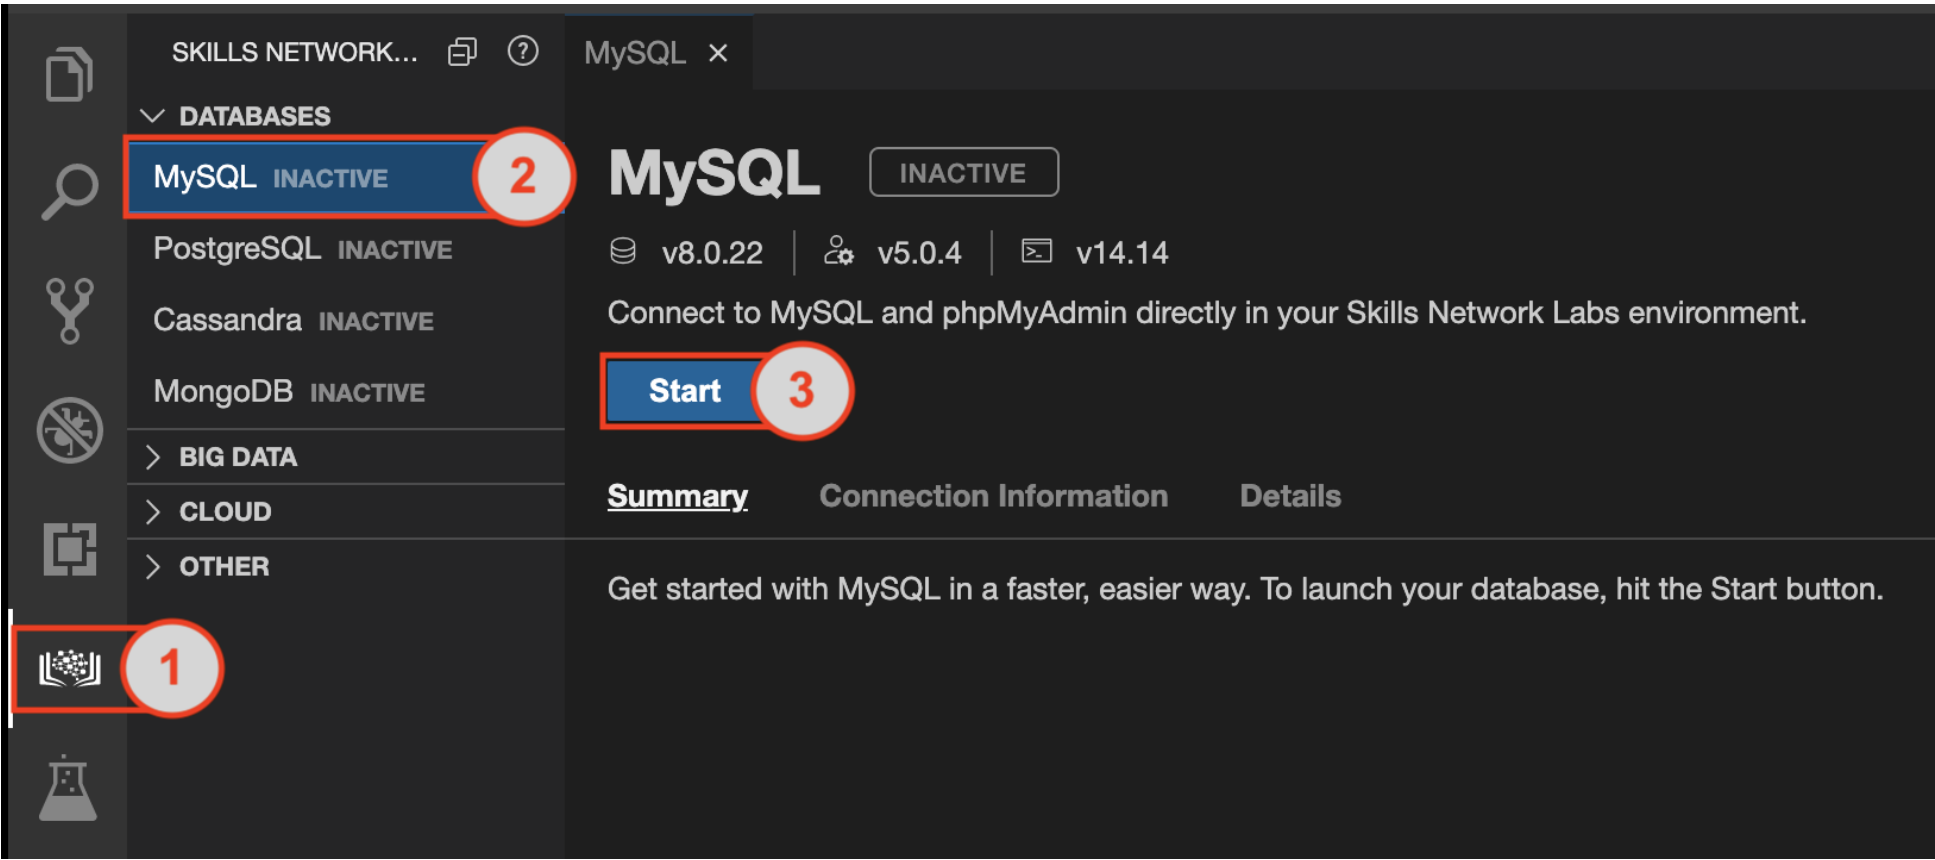 SKILLS NETWORK...
MySQL
DATABASES
MySQL INACTIVE
2
PostgreSQL INACTIVE
Cassandra INACTIVE
MongoDB INACTIVE
BIG DATA
CLOUD
OTHER
1
MySQL INACTIVE
v8.0.22 v5.0.4 v14.14
Connect to MySQL and phpMyAdmin directly in your Skills Network Labs environment.
Start
3
Summary Connection Information Details
Get started with MySQL in a faster, easier way. To launch your database, hit the Start button.